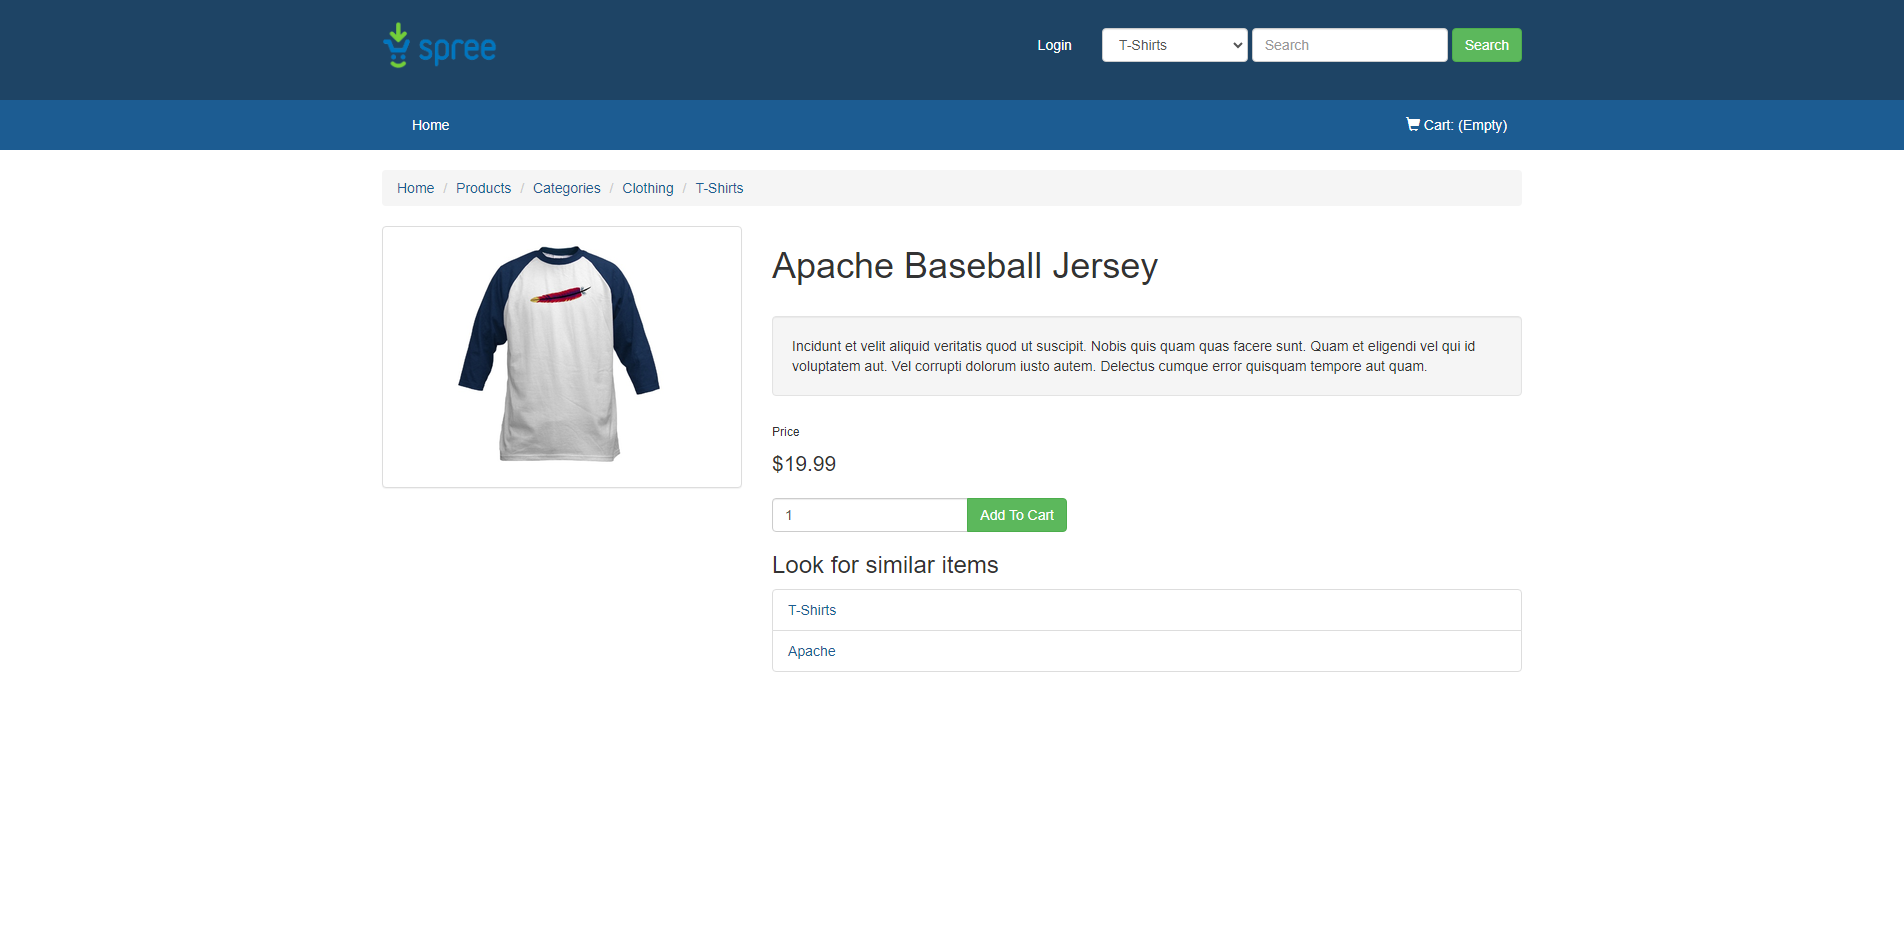 spree
Login
T-Shirts
Search
Search
Home
Cart: (Empty)
Home / Products / Categories / Clothing / T-Shirts
Apache Baseball Jersey
Incidunt et velit aliquid veritatis quod ut suscipit. Nobis quis quam quas facere sunt. Quam et eligendi vel qui id
voluptatem aut. Vel corrupti dolorum iusto autem. Delectus cumque error quisquam tempore aut quam.
Price
$19.99
1
Add To Cart
Look for similar items
T-Shirts
Apache